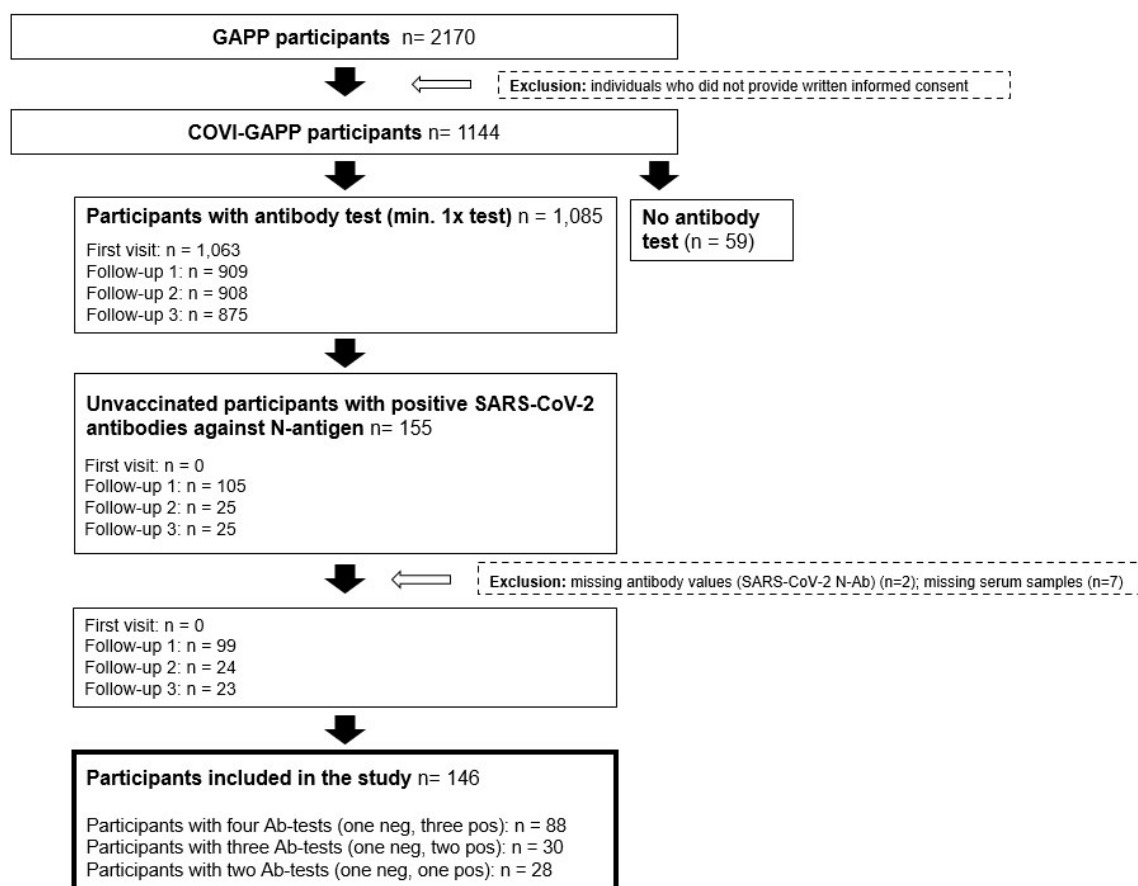 GAPP participants n= 2170
Exclusion: individuals who did not provide written informed consent
COVI-GAPP participants n= 1144
Participants with antibody test (min. 1x test) n = 1,085
First visit: n = 1,063
Follow-up 1: n = 909
Follow-up 2: n = 908
Follow-up 3: n = 875
No antibody
test (n = 59)
Unvaccinated participants with positive SARS-CoV-2
antibodies against N-antigen n= 155
First visit: n = 0
Follow-up 1: n = 105
Follow-up 2: n = 25
Follow-up 3: n = 25
Exclusion: missing antibody values (SARS-CoV-2 N-Ab) (n=2); missing serum samples (n=7)
First visit: n = 0
Follow-up 1: n = 99
Follow-up 2: n = 24
Follow-up 3: n = 23
Participants included in the study n= 146
Participants with four Ab-tests (one neg, three pos): n = 88
Participants with three Ab-tests (one neg, two pos): n = 30
Participants with two Ab-tests (one neg, one pos): n = 28